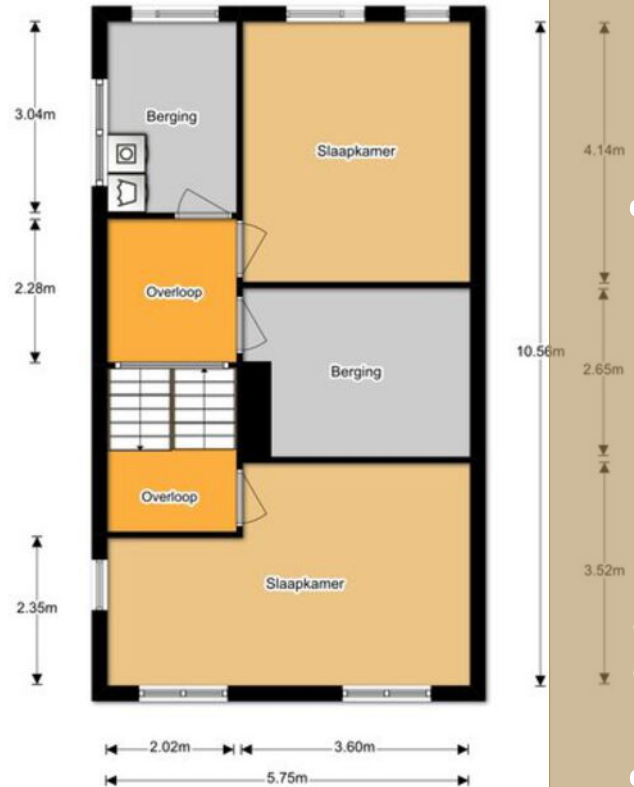 3.04m
Berging
Slaapkamer
4.14m
2.28m
Overloop
Berging
10.56m
2.65m
Overloop
Slaapkamer
3.52m
2.35m
2.02m
3.60m
5.75m